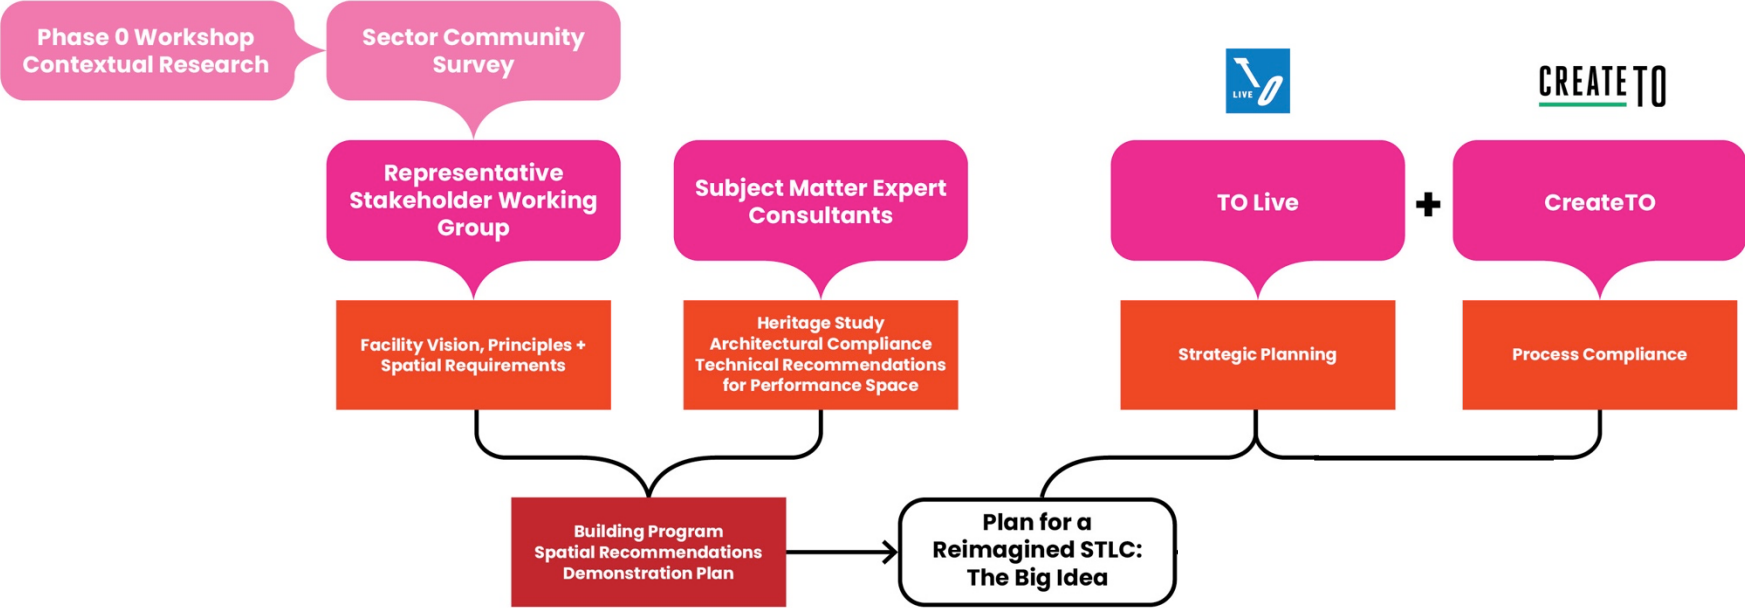 Phase 0 Workshop
Contextual Research
Sector Community
Survey
LIVE
TO
CREATETO
Representative
Stakeholder Working
Group
Subject Matter Expert
Consultants
TO Live
+
CreateTO
Facility Vision, Principles +
Spatial Requirements
Heritage Study
Architectural Compliance
Technical Recommendations
for Performance Space
Strategic Planning
Process Compliance
Building Program
Spatial Recommendations
Demonstration Plan
Plan for a
Reimagined STLC:
The Big Idea